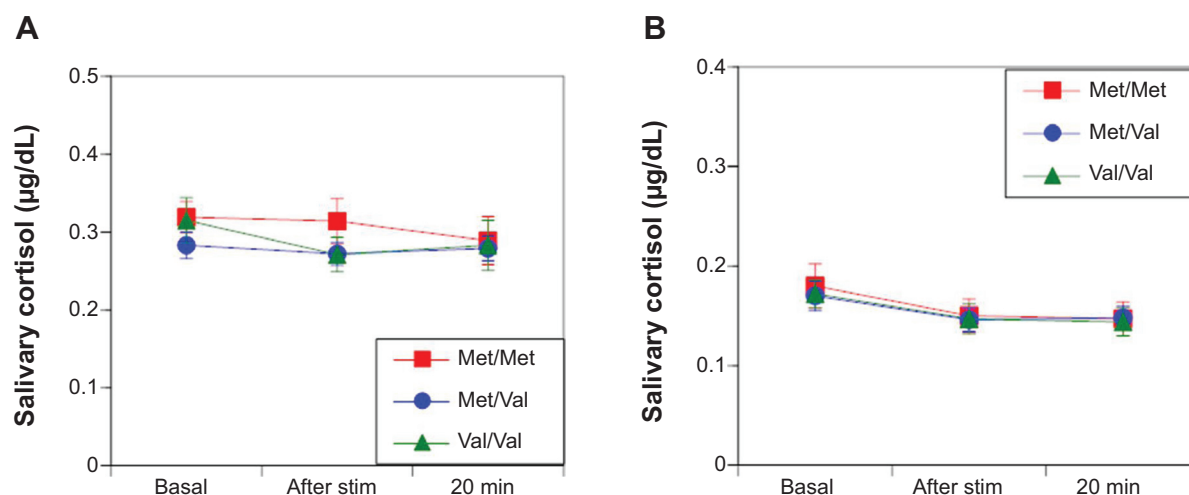 A
Salivary cortisol (µg/dL)
0.5
0.4
0.3
0.2
0.1
0
Met/Met
Met/Val
Val/Val
Basal After stim 20 min
B
Salivary cortisol (µg/dL)
0.4
0.3
0.2
0.1
0
Met/Met
Met/Val
Val/Val
Basal After stim 20 min